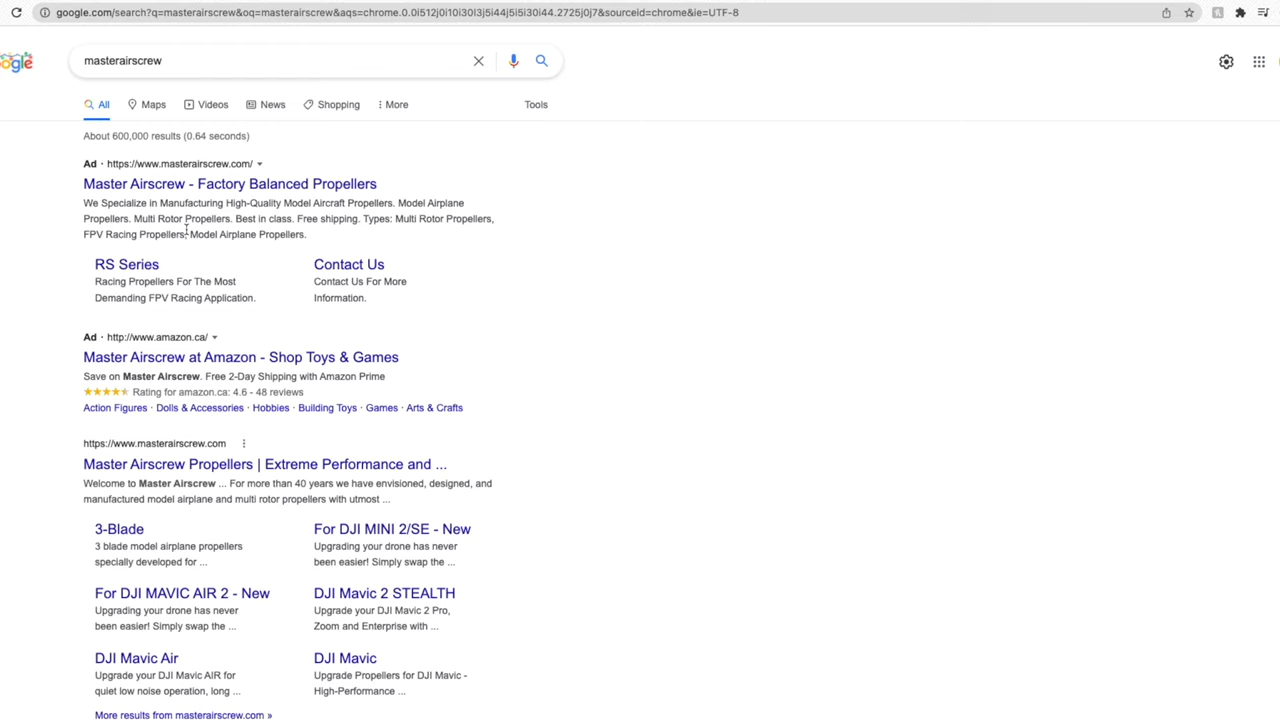 google.com/search?q=masterairscrew&oq=masterairscrew&aqs=chrome.0.0i512j0i10i30l3j5i44j5i5i30i44.2725j0j7&sourceid=chrome&ie=UTF-8
ogle
masterairscrew
All Maps Videos News Shopping More Tools
About 600,000 results (0.64 seconds)
Ad · https://www.masterairscrew.com/
Master Airscrew - Factory Balanced Propellers
We Specialize in Manufacturing High-Quality Model Aircraft Propellers. Model Airplane
Propellers. Multi Rotor Propellers. Best in class. Free shipping. Types: Multi Rotor Propellers,
FPV Racing Propellers, Model Airplane Propellers.
RS Series Contact Us
Racing Propellers For The Most Contact Us For More
Demanding FPV Racing Application. Information.
Ad · http://www.amazon.ca/
Master Airscrew at Amazon - Shop Toys & Games
Save on Master Airscrew. Free 2-Day Shipping with Amazon Prime
Rating for amazon.ca: 4.6 - 48 reviews
Action Figures · Dolls & Accessories · Hobbies · Building Toys · Games · Arts & Crafts
https://www.masterairscrew.com
Master Airscrew Propellers | Extreme Performance and ...
Welcome to Master Airscrew ... For more than 40 years we have envisioned, designed, and
manufactured model airplane and multi rotor propellers with utmost ...
3-Blade For DJI MINI 2/SE - New
3 blade model airplane propellers Upgrading your drone has never
specially developed for ... been easier! Simply swap the ...
For DJI MAVIC AIR 2 - New DJI Mavic 2 STEALTH
Upgrading your drone has never Upgrade your DJI Mavic 2 Pro,
been easier! Simply swap the ... Zoom and Enterprise with ...
DJI Mavic Air DJI Mavic
Upgrade your DJI Mavic AIR for Upgrade Propellers for DJI Mavic -
quiet low noise operation, long ... High-Performance ...
More results from masterairscrew.com »